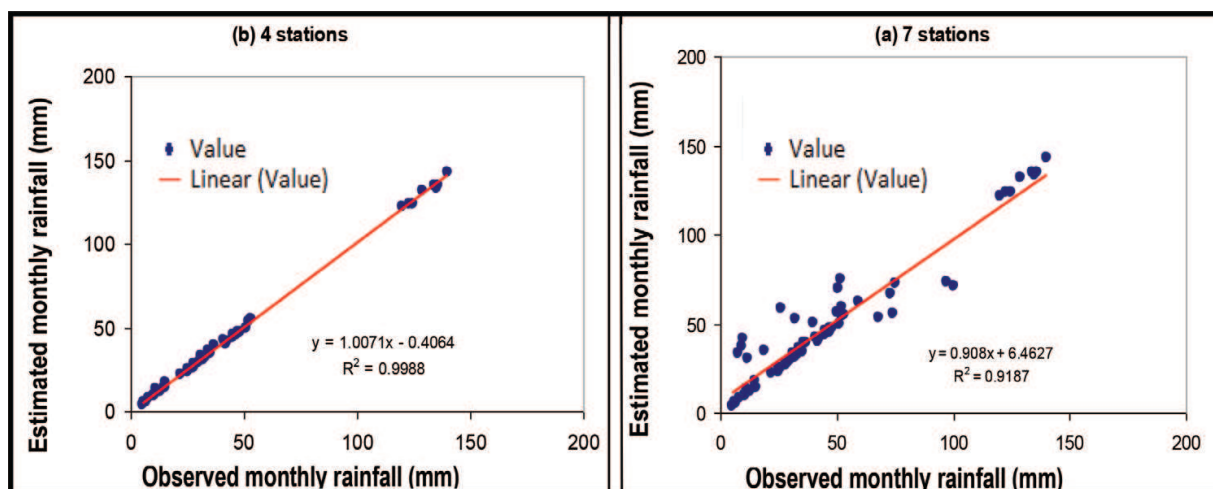 (b) 4 stations
Estimated monthly rainfall (mm)
200
150
100
50
0
Value
Linear (Value)
y = 1.0071x - 0.4064
R² = 0.9988
0 50 100 150 200
Observed monthly rainfall (mm)
(a) 7 stations
Estimated monthly rainfall (mm)
200
150
100
50
0
Value
Linear (Value)
y = 0.908x + 6.4627
R² = 0.9187
0 50 100 150 200
Observed monthly rainfall (mm)